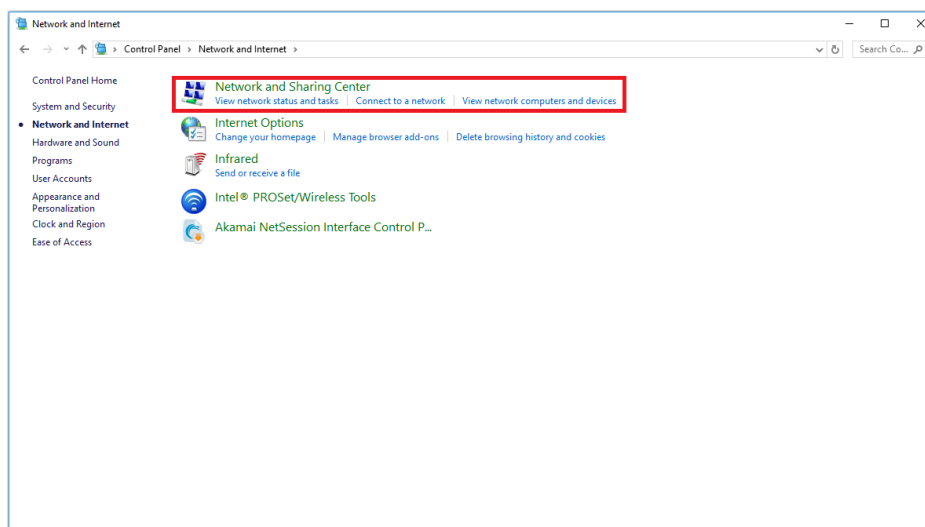 Network and Internet
Control Panel > Network and Internet >
Search Co...
Control Panel Home
System and Security
Network and Internet
Hardware and Sound
Programs
User Accounts
Appearance and
Personalization
Clock and Region
Ease of Access
Network and Sharing Center
View network status and tasks | Connect to a network | View network computers and devices
Internet Options
Change your homepage | Manage browser add-ons | Delete browsing history and cookies
Infrared
Send or receive a file
Intel® PROSet/Wireless Tools
Akamai NetSession Interface Control P...